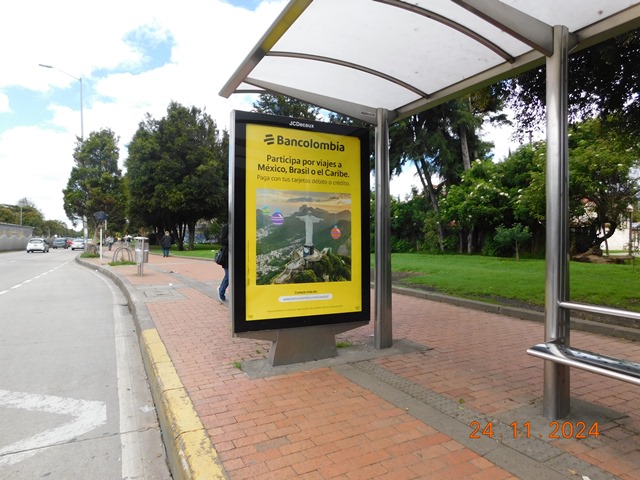 JCDecaux
Bancolombia
Participa por viajes a
México, Brasil o el Caribe.
Paga con tus tarjetas débito o crédito.
24 11 2024